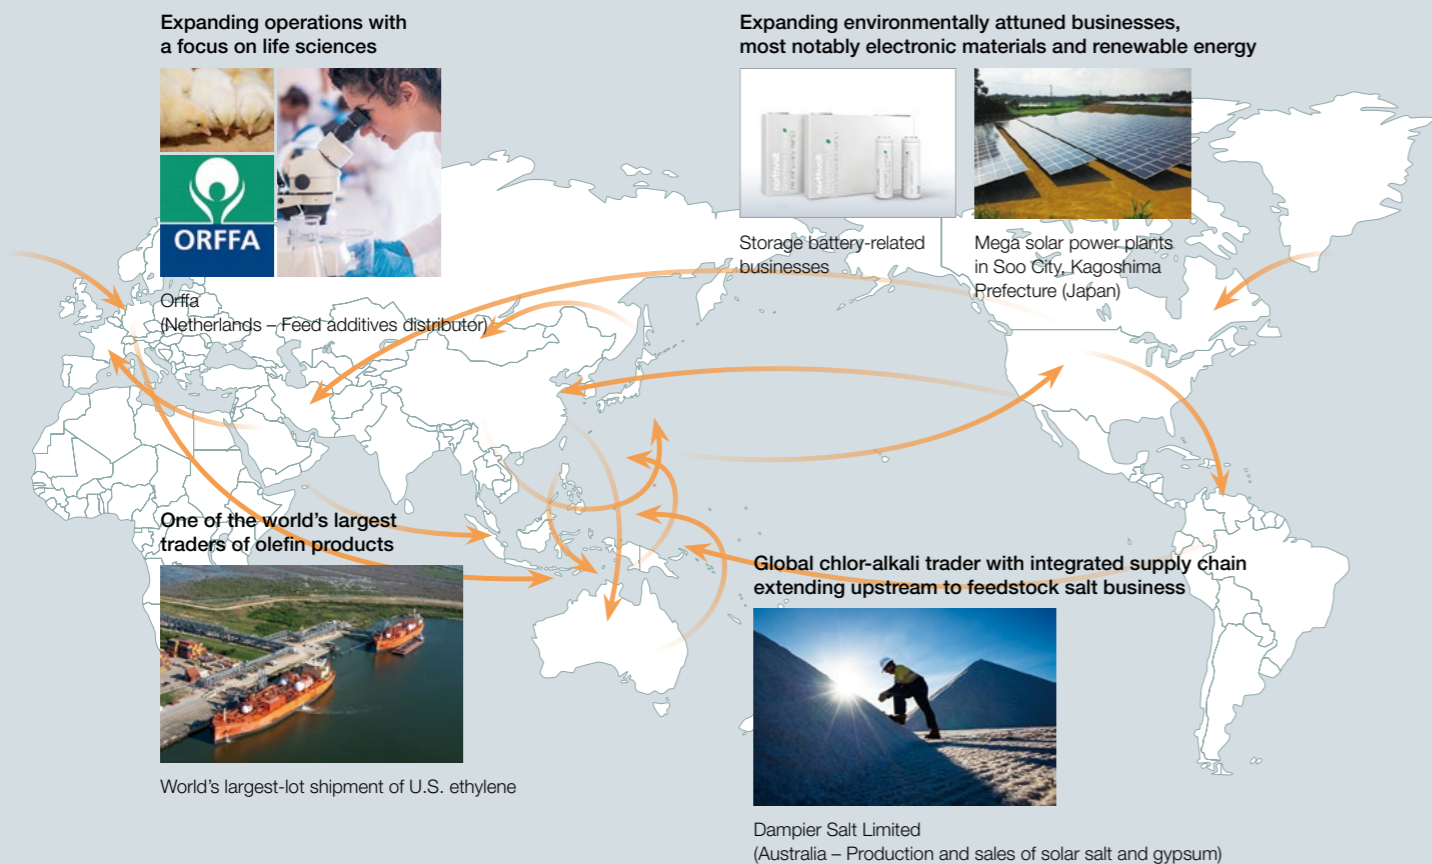 Expanding operations with
a focus on life sciences
ORFFA
Orffa
(Netherlands – Feed additives distributor)
Expanding environmentally attuned businesses,
most notably electronic materials and renewable energy
northvolt
northvolt
Storage battery-related
businesses
Mega solar power plants
in Soo City, Kagoshima
Prefecture (Japan)
One of the world’s largest
traders of olefin products
World’s largest-lot shipment of U.S. ethylene
Global chlor-alkali trader with integrated supply chain
extending upstream to feedstock salt business
Dampier Salt Limited
(Australia – Production and sales of solar salt and gypsum)